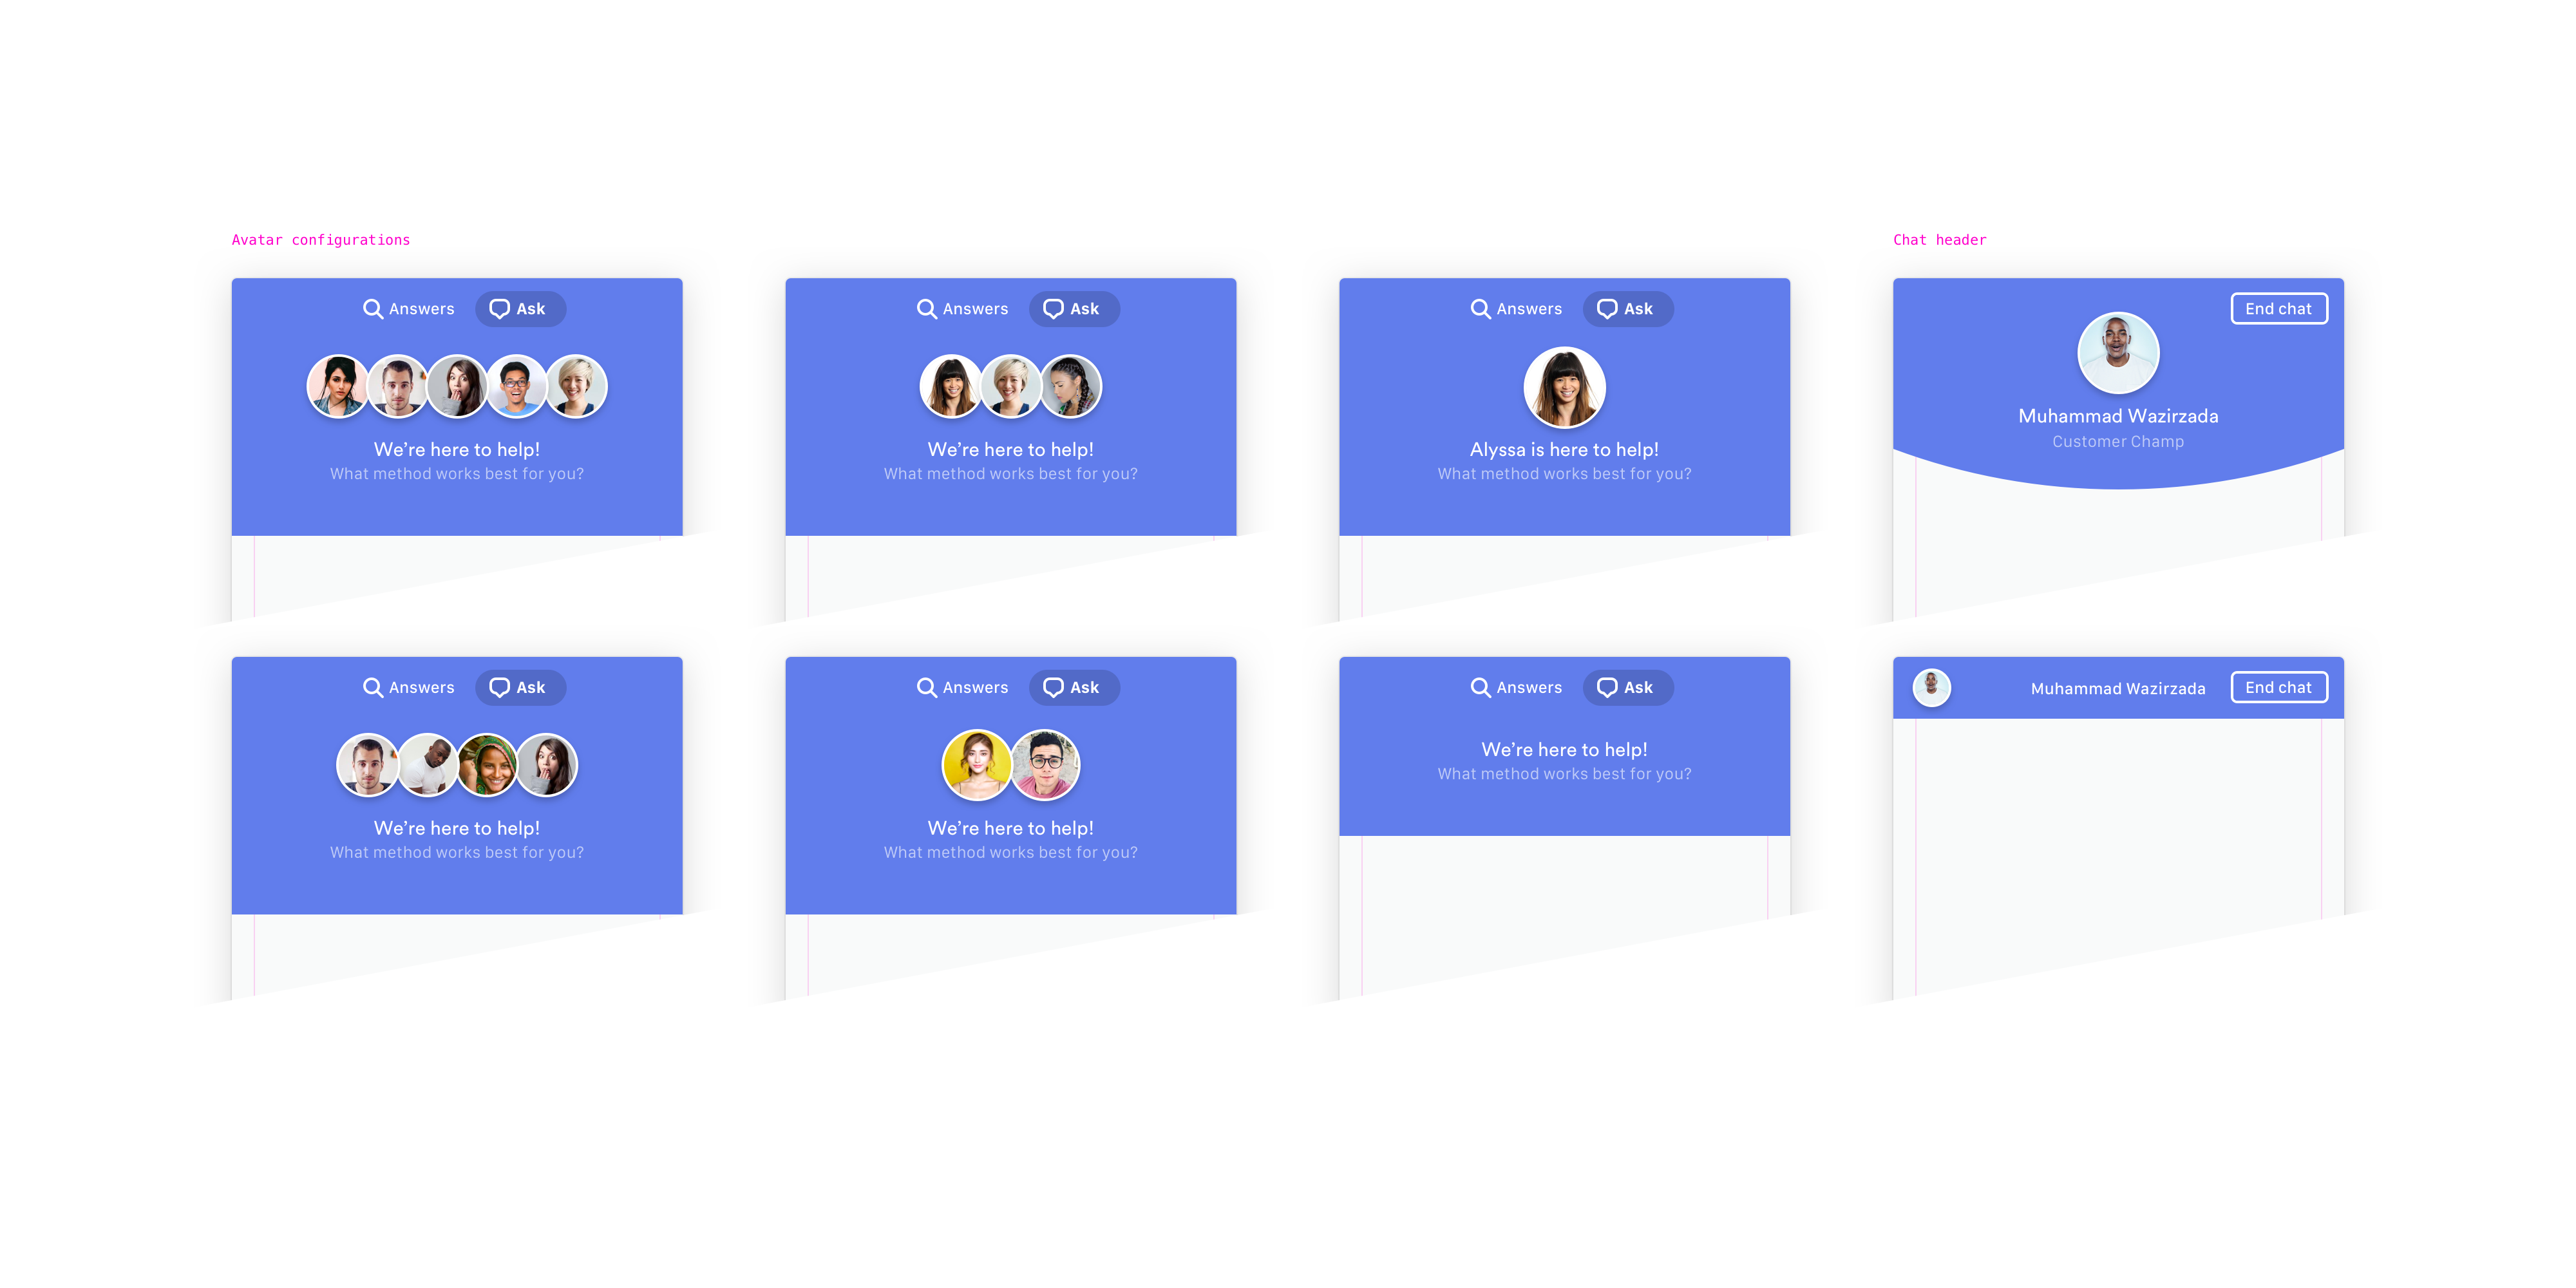 Avatar configurations
Chat header
Answers
Ask
We’re here to help!
What method works best for you?
Answers
Ask
We’re here to help!
What method works best for you?
Answers
Ask
Alyssa is here to help!
What method works best for you?
End chat
Muhammad Wazirzada
Customer Champ
Answers
Ask
We’re here to help!
What method works best for you?
Answers
Ask
We’re here to help!
What method works best for you?
Answers
Ask
We’re here to help!
What method works best for you?
Muhammad Wazirzada
End chat